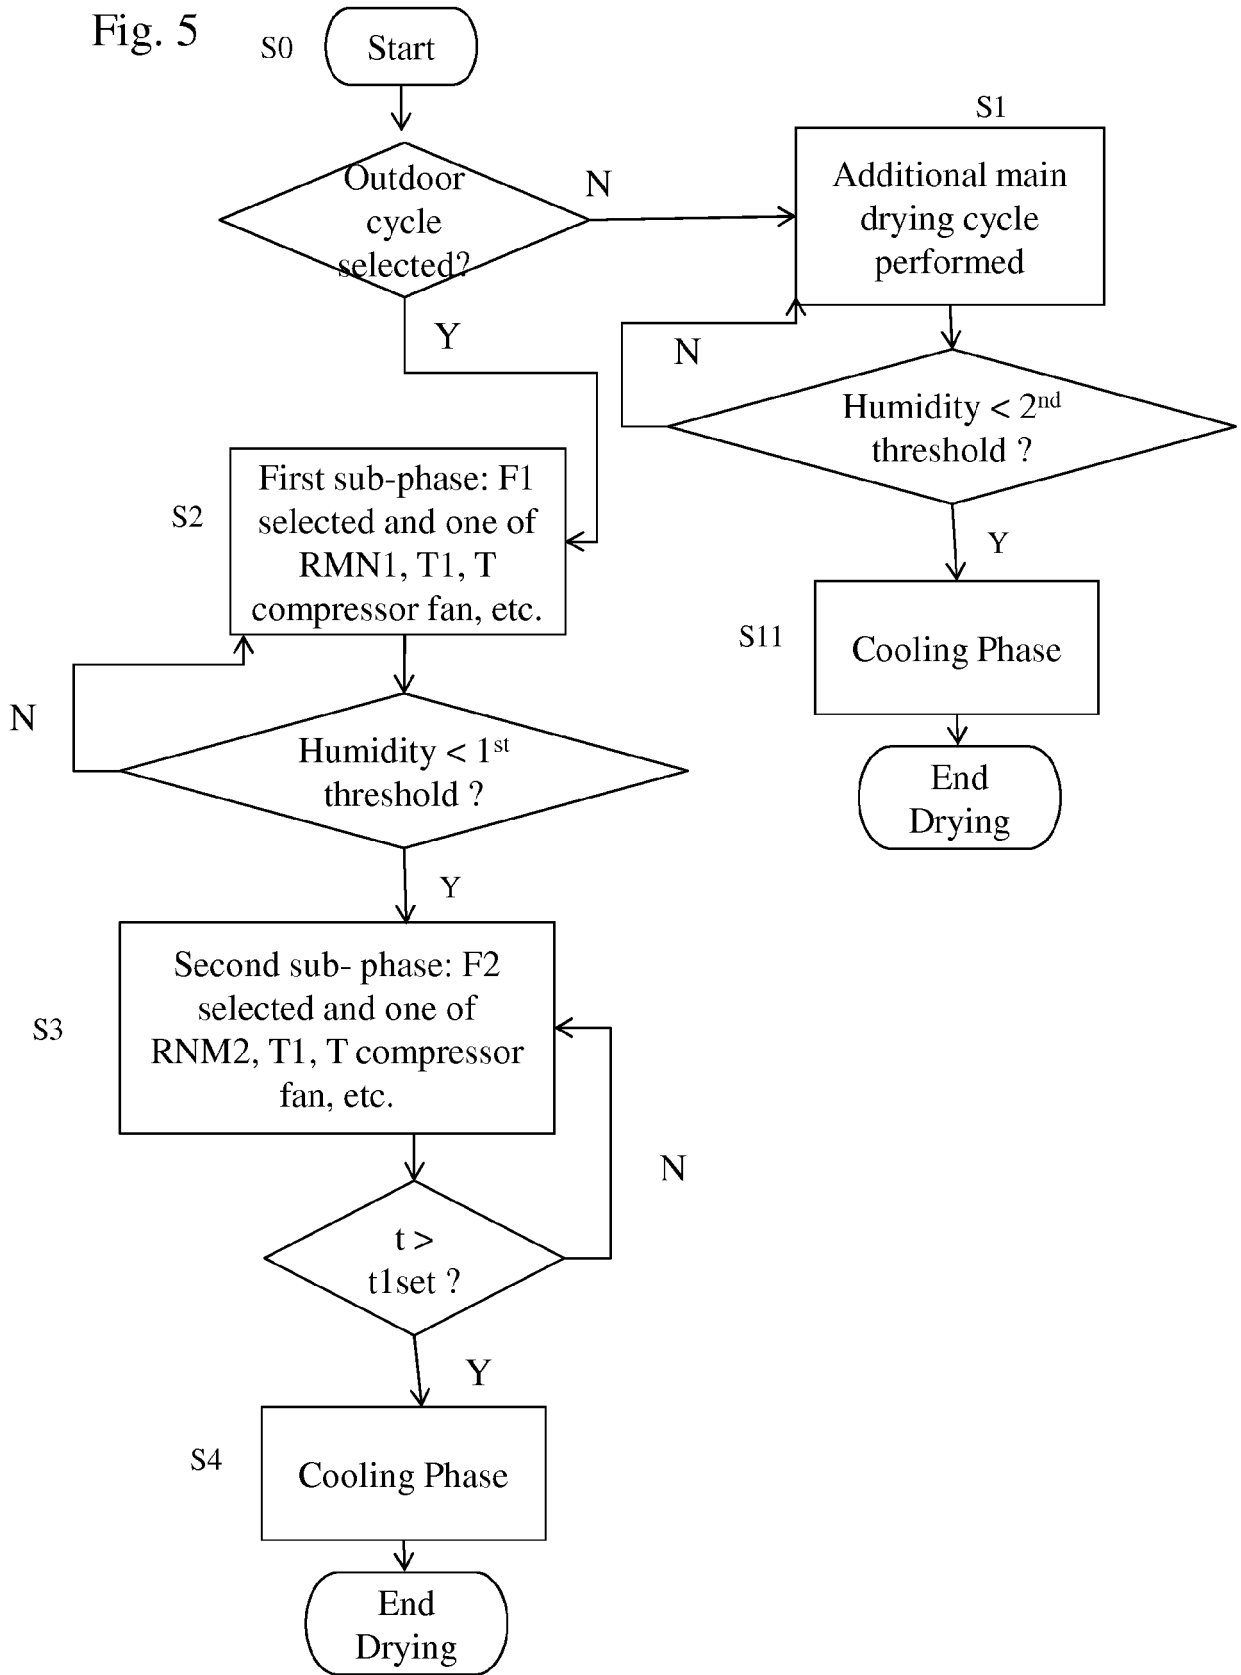 Fig. 5
S0
Start
Outdoor
cycle
selected?
N
Y
S1
Additional main
drying cycle
performed
N
Humidity < 2nd
threshold ?
Y
S11
Cooling Phase
End
Drying
S2
First sub-phase: F1
selected and one of
RMN1, T1, T
compressor fan, etc.
N
Humidity < 1st
threshold ?
Y
S3
Second sub- phase: F2
selected and one of
RNM2, T1, T compressor
fan, etc.
N
t >
t1set ?
Y
S4
Cooling Phase
End
Drying